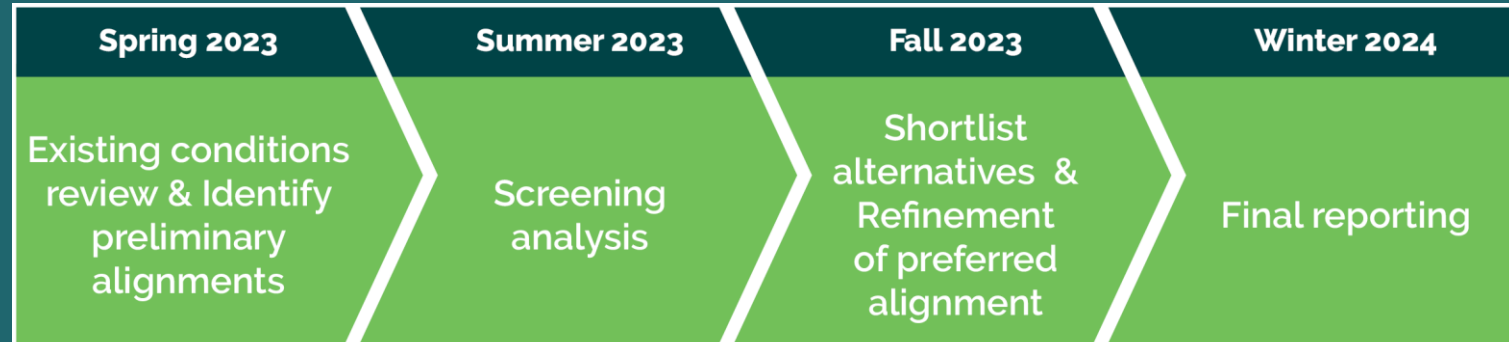 Spring 2023
Existing conditions
review & Identify
preliminary
alignments
Summer 2023
Screening
analysis
Fall 2023
Shortlist
alternatives &
Refinement
of preferred
alignment
Winter 2024
Final reporting